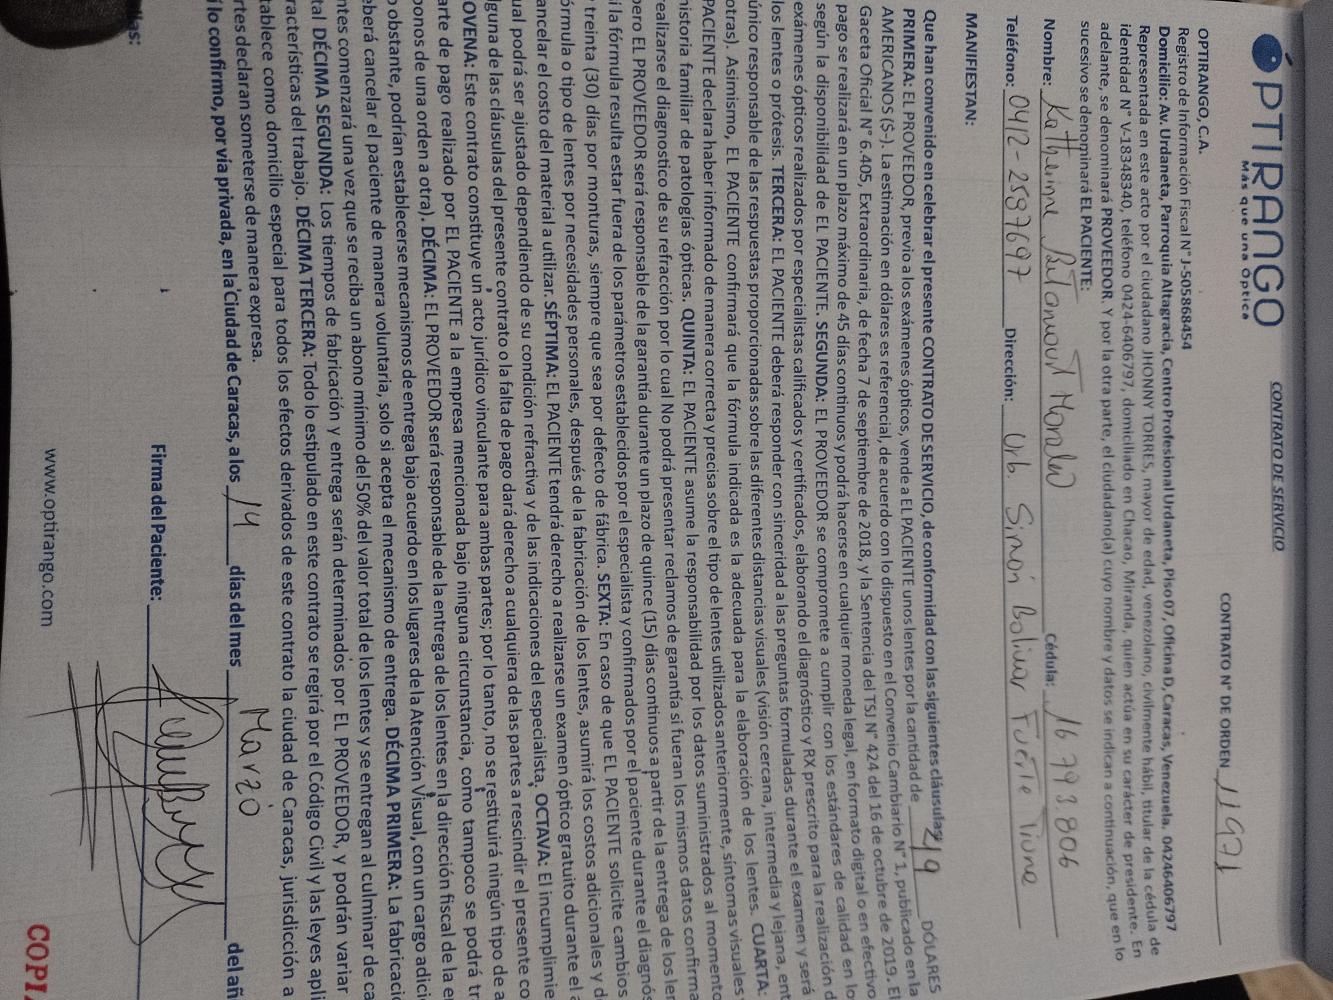 OPTIRANGO
Más que una Óptica
CONTRATO DE SERVICIO
CONTRATO N° DE ORDEN 11971
OPTIRANGO, C.A.
Registro de Información Fiscal N° J-505868454
Domicilio: Av. Urdaneta, Parroquia Altagracia, Centro Profesional Urdaneta, Piso 07, Oficina D, Caracas, Venezuela. 04246406797
Representada en este acto por el ciudadano JHONNY TORRES, mayor de edad, venezolano, civilmente hábil, titular de la cédula de
identidad N° V-18348340, teléfono 0424-6406797, domiciliado en Chacao, Miranda, quien actúa en su carácter de presidente. En
adelante, se denominará PROVEEDOR. Y por la otra parte, el ciudadano(a) cuyo nombre y datos se indican a continuación, que en lo
sucesivo se denominará EL PACIENTE:
Nombre: Katherine Cédula: 16.793.806
Teléfono: 0412-2597697 Dirección: Urb. Simón Bolívar Fuerte Tiuna
MANIFIESTAN:
Que han convenido en celebrar el presente CONTRATO DE SERVICIO, de conformidad con las siguientes cláusulas:
PRIMERA: EL PROVEEDOR, previo a los exámenes ópticos, vende a EL PACIENTE unos lentes por la cantidad de 219 DÓLARES
AMERICANOS ($-). La estimación en dólares es referencial, de acuerdo con lo dispuesto en el Convenio Cambiario N° 1, publicado en la
Gaceta Oficial N° 6.405, Extraordinaria, de fecha 7 de septiembre de 2018, y la Sentencia del TSJ N° 424 del 16 de octubre de 2019. El
pago se realizará en un plazo máximo de 45 días continuos y podrá hacerse en cualquier moneda legal, en formato digital o en efectivo
según la disponibilidad de EL PACIENTE. SEGUNDA: EL PROVEEDOR se compromete a cumplir con los estándares de calidad en lo
exámenes ópticos realizados por especialistas calificados y certificados, elaborando el diagnóstico y RX prescrito para la realización d
los lentes o prótesis. TERCERA: EL PACIENTE deberá responder con sinceridad a las preguntas formuladas durante el examen y será
único responsable de las respuestas proporcionadas sobre las diferentes distancias visuales (visión cercana, intermedia y lejana, ent
otras). Asimismo, EL PACIENTE confirmará que la fórmula indicada es la adecuada para la elaboración de los lentes. CUARTA:
PACIENTE declara haber informado de manera correcta y precisa sobre el tipo de lentes utilizados anteriormente, síntomas visuales
historia familiar de patologías ópticas. QUINTA: EL PACIENTE asume la responsabilidad por los datos suministrados al momento
realizarse el diagnostico de su refracción por lo cual No podrá presentar reclamos de garantía si fueran los mismos datos confirma
pero EL PROVEEDOR será responsable de la garantía durante un plazo de quince (15) días continuos a partir de la entrega de los ler
y treinta (30) días por monturas, siempre que sea por defecto de fábrica. SEXTA: En caso de que EL PACIENTE solicite cambios
i la fórmula resulta estar fuera de los parámetros establecidos por el especialista y confirmados por el paciente durante el diagnós
órmula o tipo de lentes por necesidades personales, después de la fabricación de los lentes, asumirá los costos adicionales y d
ancelar el costo del material a utilizar. SÉPTIMA: EL PACIENTE tendrá derecho a realizarse un examen óptico gratuito durante el a
ual podrá ser ajustado dependiendo de su condición refractiva y de las indicaciones del especialista. OCTAVA: El incumplimie
lguna de las cláusulas del presente contrato o la falta de pago dará derecho a cualquiera de las partes a rescindir el presente co
OVENA: Este contrato constituye un acto jurídico vinculante para ambas partes; por lo tanto, no se restituirá ningún tipo de a
arte de pago realizado por EL PACIENTE a la empresa mencionada bajo ninguna circunstancia, como tampoco se podrá tr
onos de una orden a otra). DÉCIMA: EL PROVEEDOR será responsable de la entrega de los lentes en la dirección fiscal de la e
o obstante, podrían establecerse mecanismos de entrega bajo acuerdo en los lugares de la Atención Visual, con un cargo adici
eberá cancelar el paciente de manera voluntaria, solo si acepta el mecanismo de entrega. DÉCIMA PRIMERA: La fabricació
ntes comenzará una vez que se reciba un abono mínimo del 50% del valor total de los lentes y se entregan al culminar de ca
tal DÉCIMA SEGUNDA: Los tiempos de fabricación y entrega serán determinados por EL PROVEEDOR, y podrán variar
racterísticas del trabajo. DÉCIMA TERCERA: Todo lo estipulado en este contrato se regirá por el Código Civil y las leyes apli
tablece como domicilio especial para todos los efectos derivados de este contrato la ciudad de Caracas, jurisdicción a
rtes declaran someterse de manera expresa.
í lo confirmo, por via privada, en la Ciudad de Caracas, a los 14 días del mes Marzo del añ
Firma del Paciente:
www.optirango.com
COPI